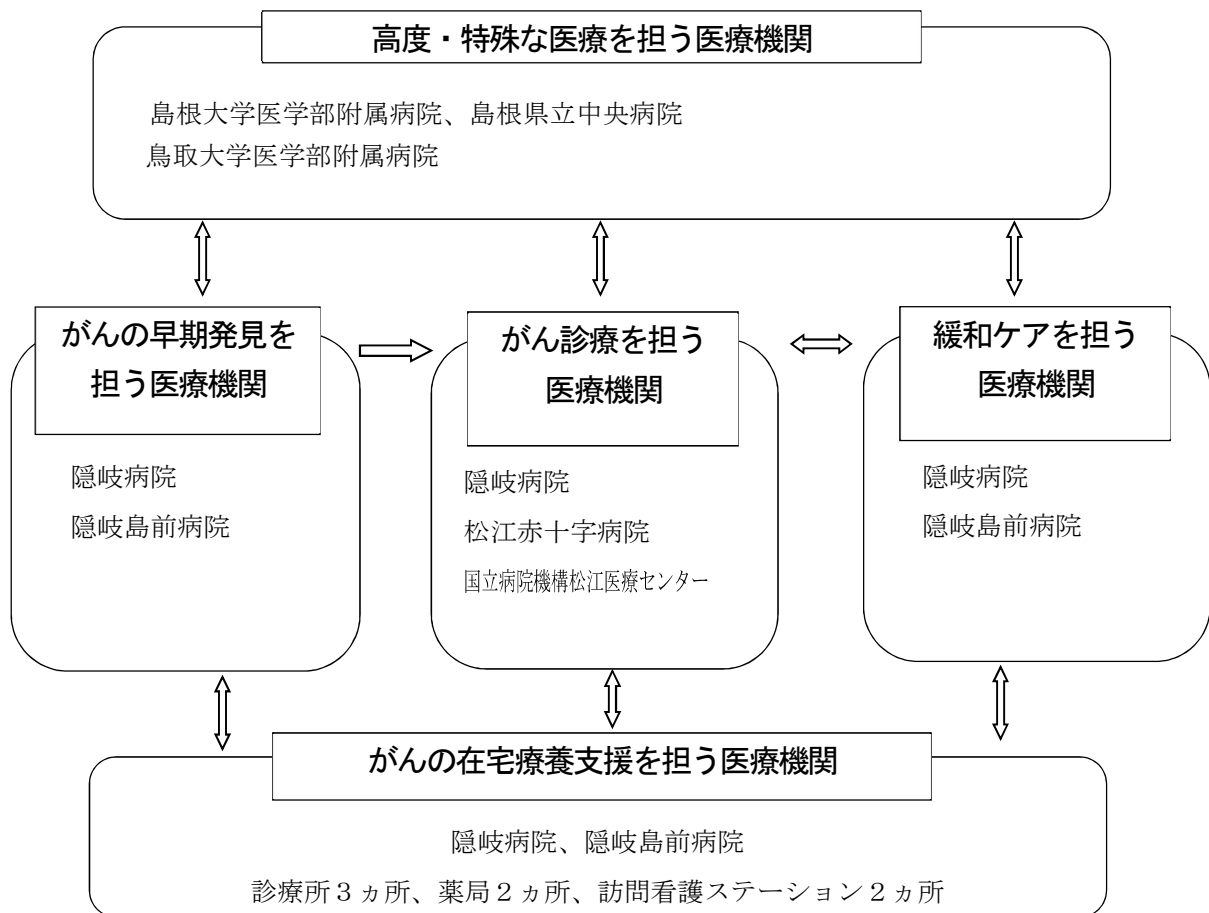 高度・特殊な医療を担う医療機関
島根大学医学部附属病院、島根県立中央病院
鳥取大学医学部附属病院
がんの早期発見を
担う医療機関
隠岐病院
隠岐島前病院
がん診療を担う
医療機関
隠岐病院
松江赤十字病院
国立病院機構松江医療センター
緩和ケアを担う
医療機関
隠岐病院
隠岐島前病院
がんの在宅療養支援を担う医療機関
隠岐病院、隠岐島前病院
診療所３ヵ所、薬局２ヵ所、訪問看護ステーション２ヵ所